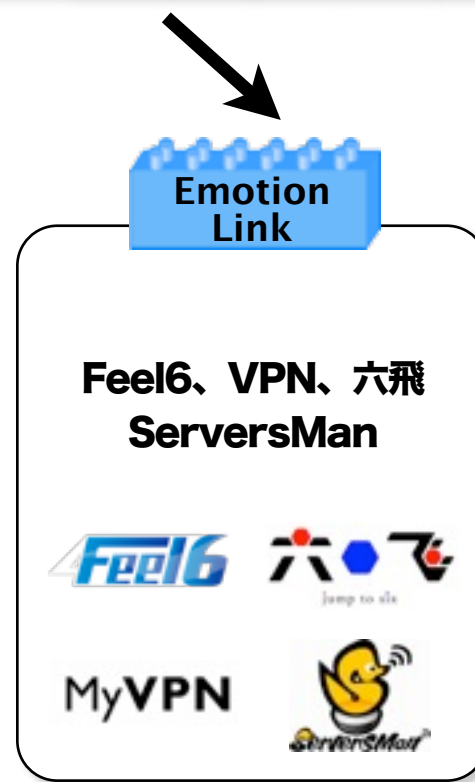 Emotion
Link
Feel6、VPN、六飛
ServersMan
Feel6
六●飛
Jump to six
MyVPN
ServersMan